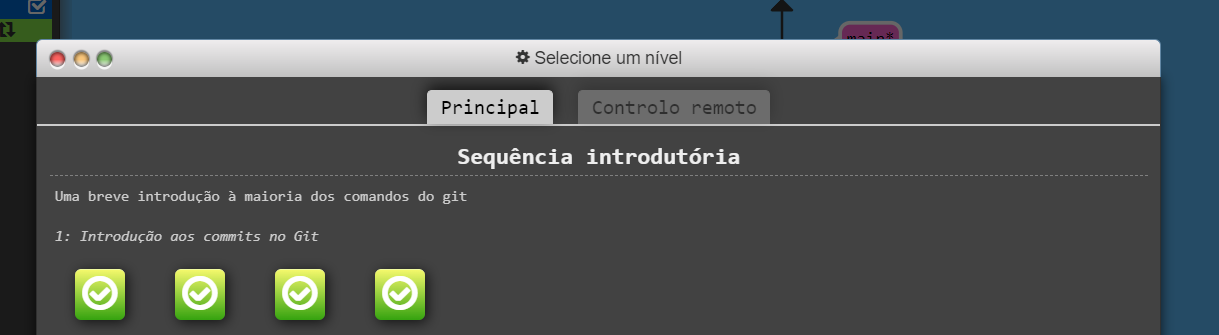 main*
Selecione um nível
Principal
Controlo remoto
Sequência introdutória
Uma breve introdução à maioria dos comandos do git
1: Introdução aos commits no Git